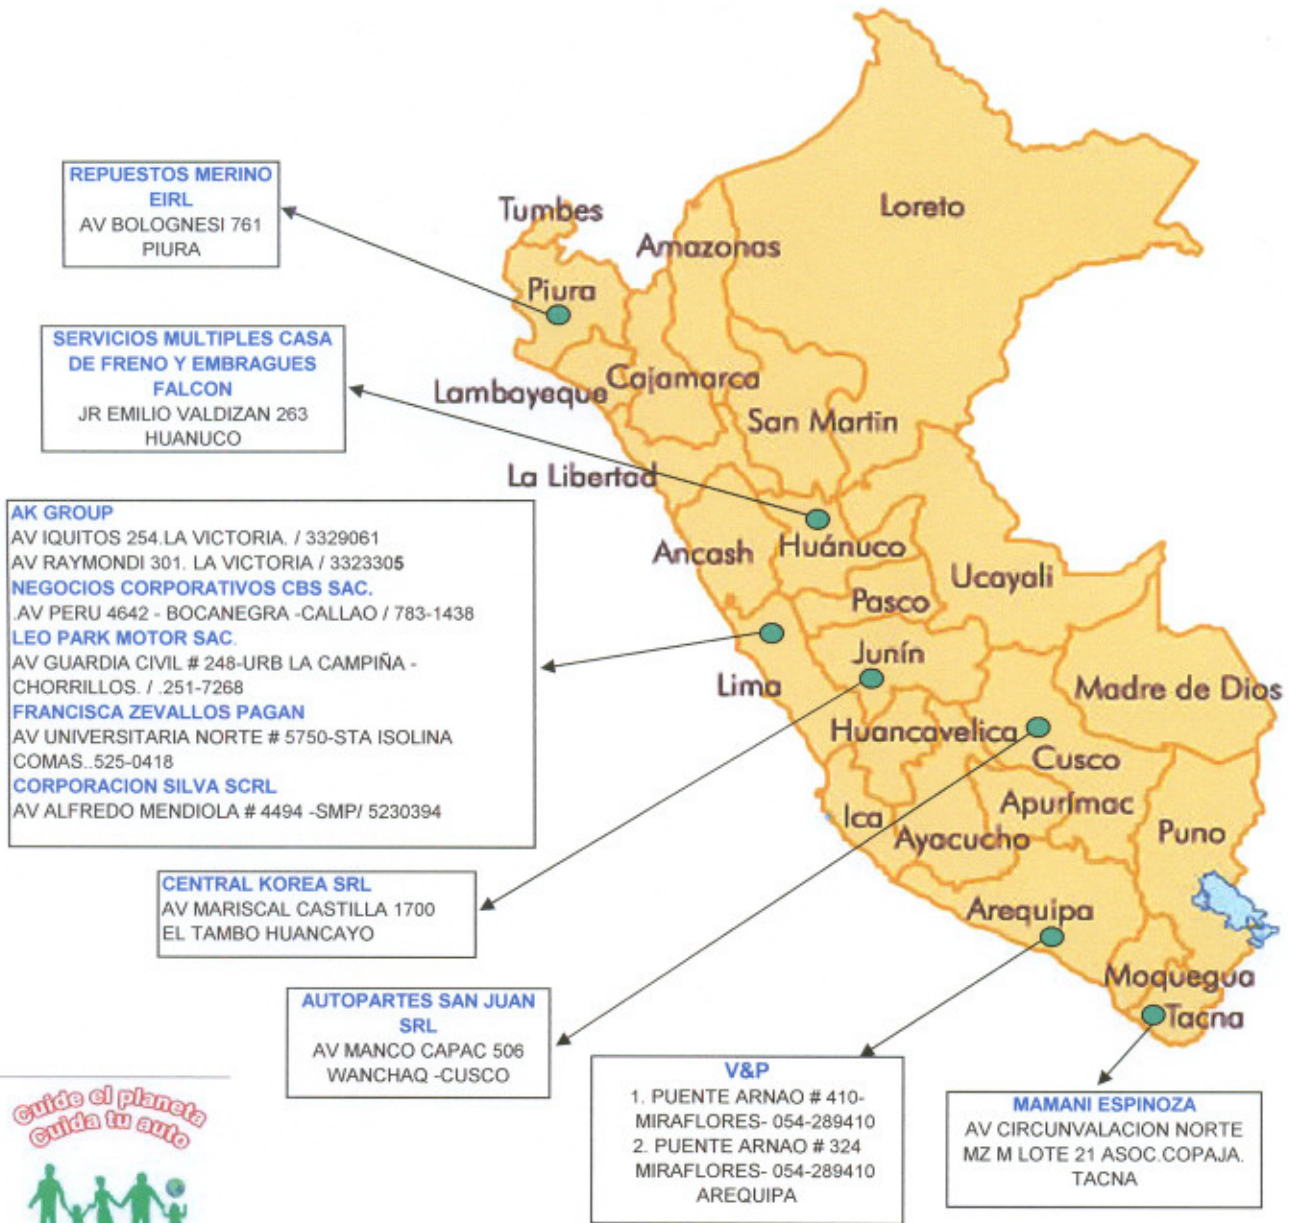 REPUESTOS MERINO
EIRL
AV BOLOGNESI 761
PIURA
SERVICIOS MULTIPLES CASA
DE FRENO Y EMBRAGUES
FALCON
JR EMILIO VALDIZAN 263
HUANUCO
AK GROUP
AV IQUITOS 254.LA VICTORIA. / 3329061
AV RAYMONDI 301. LA VICTORIA / 3323305
NEGOCIOS CORPORATIVOS CBS SAC.
.AV PERU 4642 - BOCANEGRA -CALLAO / 783-1438
LEO PARK MOTOR SAC.
AV GUARDIA CIVIL # 248-URB LA CAMPIÑA -
CHORRILLOS. / .251-7268
FRANCISCA ZEVALLOS PAGAN
AV UNIVERSITARIA NORTE # 5750-STA ISOLINA
COMAS..525-0418
CORPORACION SILVA SCRL
AV ALFREDO MENDIOLA # 4494 -SMP/ 5230394
CENTRAL KOREA SRL
AV MARISCAL CASTILLA 1700
EL TAMBO HUANCAYO
AUTOPARTES SAN JUAN
SRL
AV MANCO CAPAC 506
WANCHAQ -CUSCO
V&P
1. PUENTE ARNAO # 410-
MIRAFLORES- 054-289410
2. PUENTE ARNAO # 324
MIRAFLORES- 054-289410
AREQUIPA
MAMANI ESPINOZA
AV CIRCUNVALACION NORTE
MZ M LOTE 21 ASOC.COPAJA.
TACNA
Tumbes
Loreto
Amazonas
Piura
Cajamarca
Lambayeque
San Martin
La Libertad
Ancash
Huánuco
Ucayali
Pasco
Junín
Lima
Madre de Dios
Huancavelica
Cusco
Apurímac
Ica
Ayacucho
Puno
Arequipa
Moquegua
Tacna
Cuide el planeta
Cuida tu auto